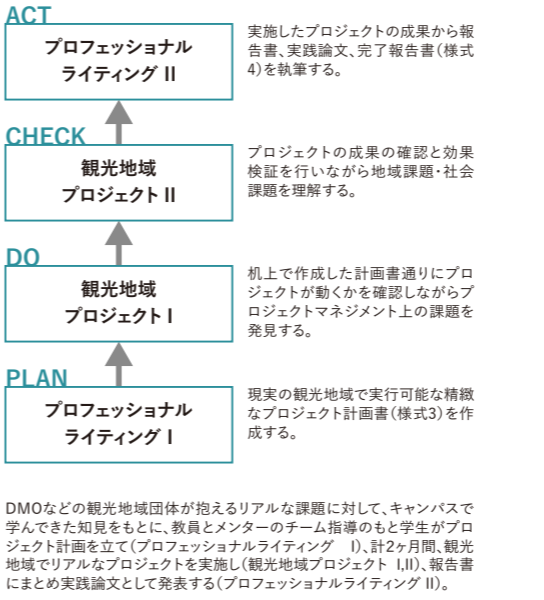 ACT
プロフェッショナル
ライティング II
実施したプロジェクトの成果から報
告書、実践論文、完了報告書（様式
4）を執筆する。
CHECK
観光地域
プロジェクト II
プロジェクトの成果の確認と効果
検証を行いながら地域課題・社会
課題を理解する。
DO
観光地域
プロジェクト I
机上で作成した計画書通りにプロ
ジェクトが動くかを確認しながらプ
ロジェクトマネジメント上の課題を
発見する。
PLAN
プロフェッショナル
ライティング I
現実の観光地域で実行可能な精緻
なプロジェクト計画書（様式3）を作
成する。
DMOなどの観光地域団体が抱えるリアルな課題に対して、キャンパスで
学んできた知見をもとに、教員とメンターのチーム指導のもと学生がプロ
ジェクト計画を立て（プロフェッショナルライティング　I）、計2ヶ月間、観光
地域でリアルなプロジェクトを実施し（観光地域プロジェクト I,II）、報告書
にまとめ実践論文として発表する（プロフェッショナルライティング II）。